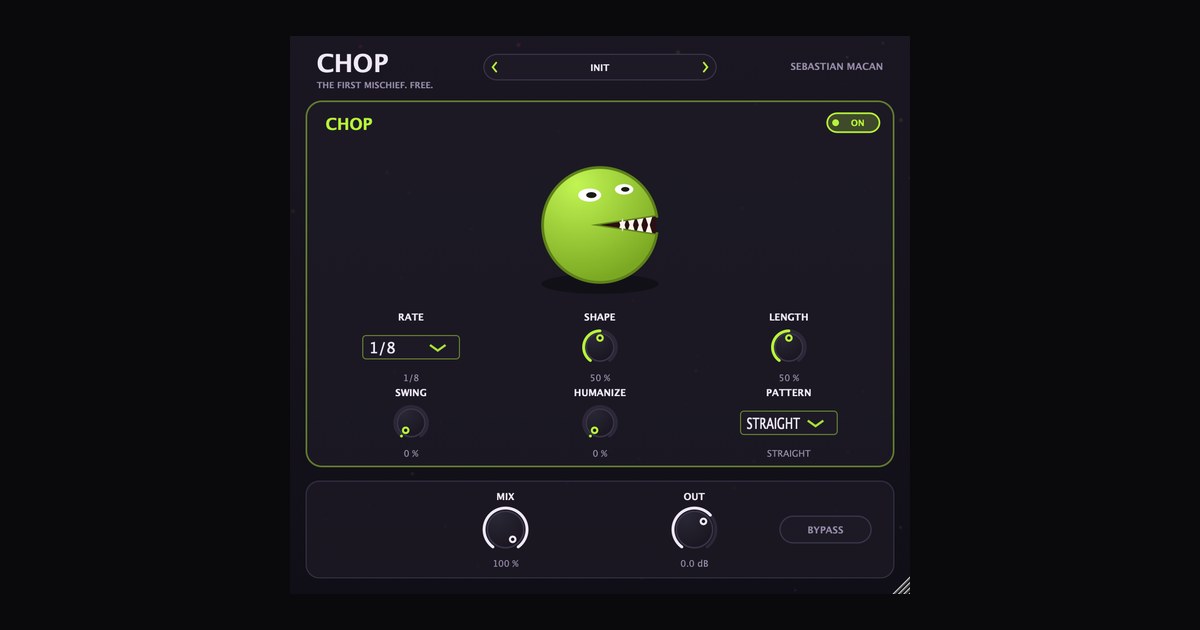 CHOP
THE FIRST MISCHIEF. FREE.
INIT
SEBASTIAN MACAN
CHOP
ON
RATE
SHAPE
LENGTH
1/8
1/8
50 %
50 %
SWING
HUMANIZE
PATTERN
STRAIGHT
0 %
0 %
STRAIGHT
MIX
OUT
BYPASS
100 %
0.0 dB